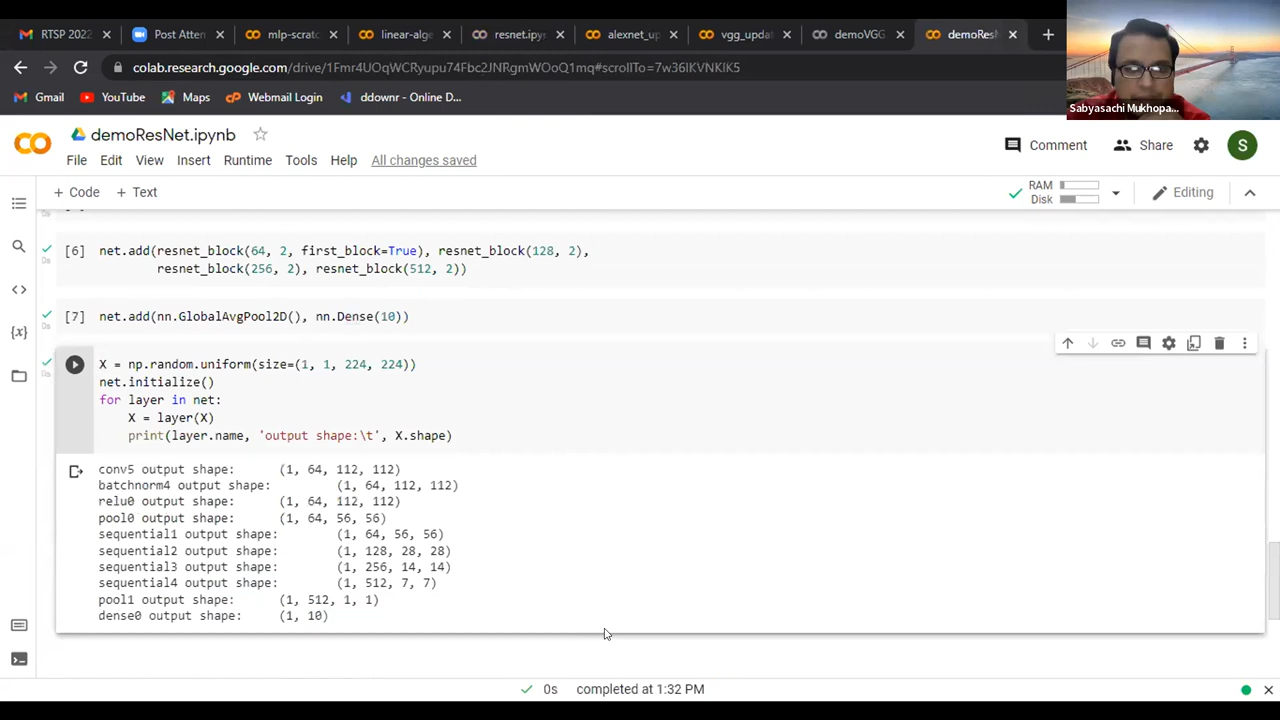 RTSP 2022
Post Atten
mlp-scratc
linear-alge
resnet.ipy
alexnet_up
vgg_updat
demoVGG
demoRes
colab.research.google.com/drive/1Fmr4UOqWCRyupu74Fbc2JNRgmWOoQ1mq#scrollTo=7w36IKVNKIK5
Gmail
YouTube
Maps
Webmail Login
ddownr - Online D...
Sabyasachi Mukhopa...
demoResNet.ipynb
File Edit View Insert Runtime Tools Help All changes saved
Comment
Share
S
+ Code + Text
RAM
Disk
Editing
[6] net.add(resnet_block(64, 2, first_block=True), resnet_block(128, 2),
resnet_block(256, 2), resnet_block(512, 2))
0s
[7] net.add(nn.GlobalAvgPool2D(), nn.Dense(10))
0s
X = np.random.uniform(size=(1, 1, 224, 224))
0s
net.initialize()
for layer in net:
X = layer(X)
print(layer.name, 'output shape:\t', X.shape)
conv5 output shape: (1, 64, 112, 112)
batchnorm4 output shape: (1, 64, 112, 112)
relu0 output shape: (1, 64, 112, 112)
pool0 output shape: (1, 64, 56, 56)
sequential1 output shape: (1, 64, 56, 56)
sequential2 output shape: (1, 128, 28, 28)
sequential3 output shape: (1, 256, 14, 14)
sequential4 output shape: (1, 512, 7, 7)
pool1 output shape: (1, 512, 1, 1)
dense0 output shape: (1, 10)
0s completed at 1:32 PM